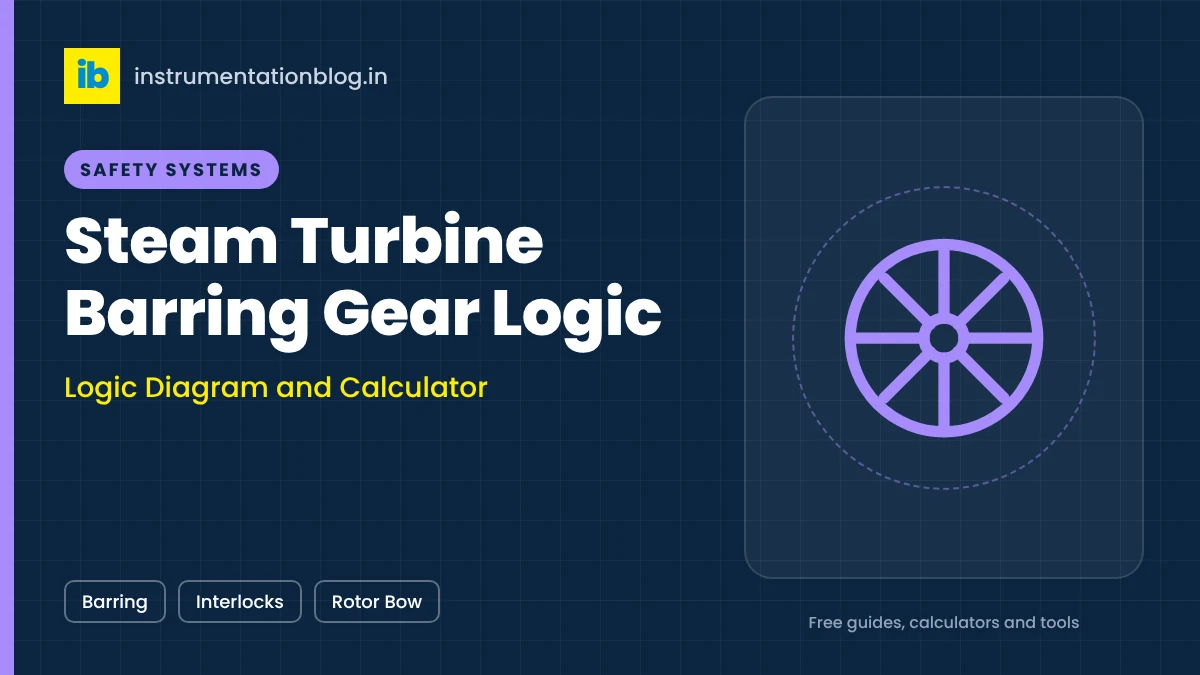 ib
instrumentationblog.in
SAFETY SYSTEMS
Steam Turbine
Barring Gear Logic
Logic Diagram and Calculator
Barring
Interlocks
Rotor Bow
Free guides, calculators and tools